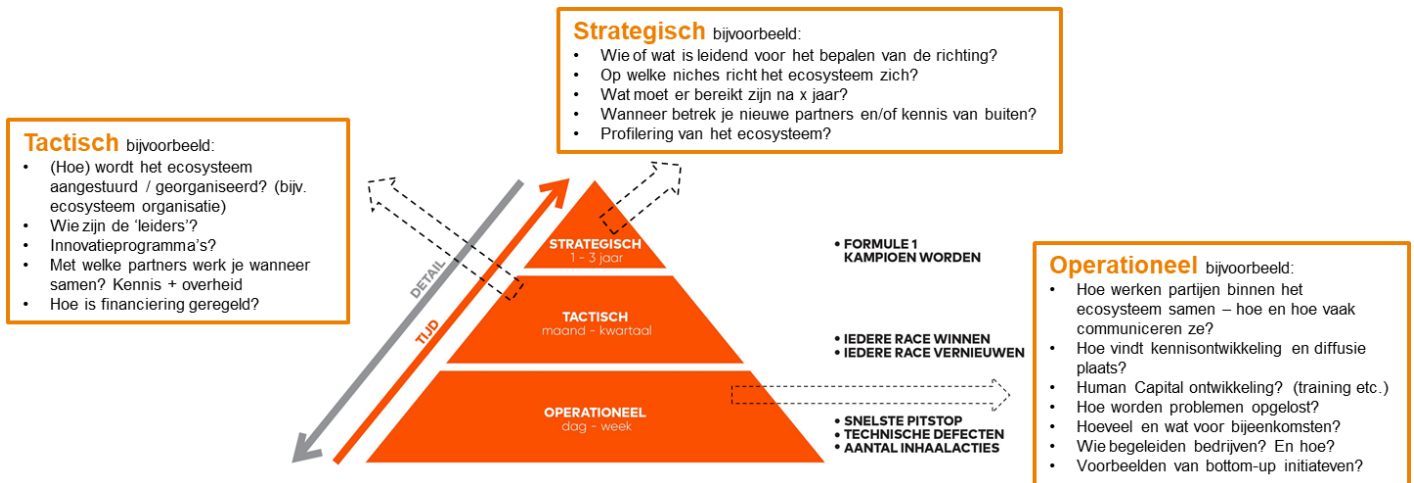 Strategisch bijvoorbeeld:
• Wie of wat is leidend voor het bepalen van de richting?
• Op welke niches richt het ecosysteem zich?
• Wat moet er bereikt zijn na x jaar?
• Wanneer betrek je nieuwe partners en/of kennis van buiten?
• Profilering van het ecosysteem?
Tactisch bijvoorbeeld:
• (Hoe) wordt het ecosysteem
aangestuurd / georganiseerd? (bijv.
ecosysteem organisatie)
• Wie zijn de ‘leiders’?
• Innovatieprogramma’s?
• Met welke partners werk je wanneer
samen? Kennis + overheid
• Hoe is financiering geregeld?
DETAIL
TIJD
STRATEGISCH
1 - 3 jaar
TACTISCH
maand - kwartaal
OPERATIONEEL
dag - week
• FORMULE 1
KAMPIOEN WORDEN
• IEDERE RACE WINNEN
• IEDERE RACE VERNIEUWEN
• SNELSTE PITSTOP
• TECHNISCHE DEFECTEN
• AANTAL INHAALACTIES
Operationeel bijvoorbeeld:
• Hoe werken partijen binnen het
ecosysteem samen – hoe en hoe vaak
communiceren ze?
• Hoe vindt kennisontwikkeling en diffusie
plaats?
• Human Capital ontwikkeling? (training etc.)
• Hoe worden problemen opgelost?
• Hoeveel en wat voor bijeenkomsten?
• Wie begeleiden bedrijven? En hoe?
• Voorbeelden van bottom-up initiateven?